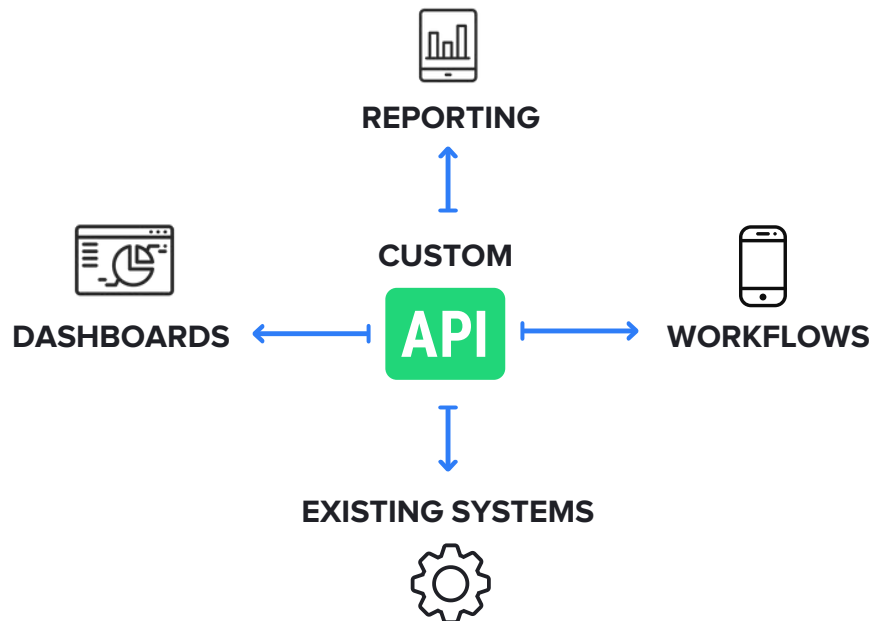 REPORTING
CUSTOM
API
DASHBOARDS
WORKFLOWS
EXISTING SYSTEMS